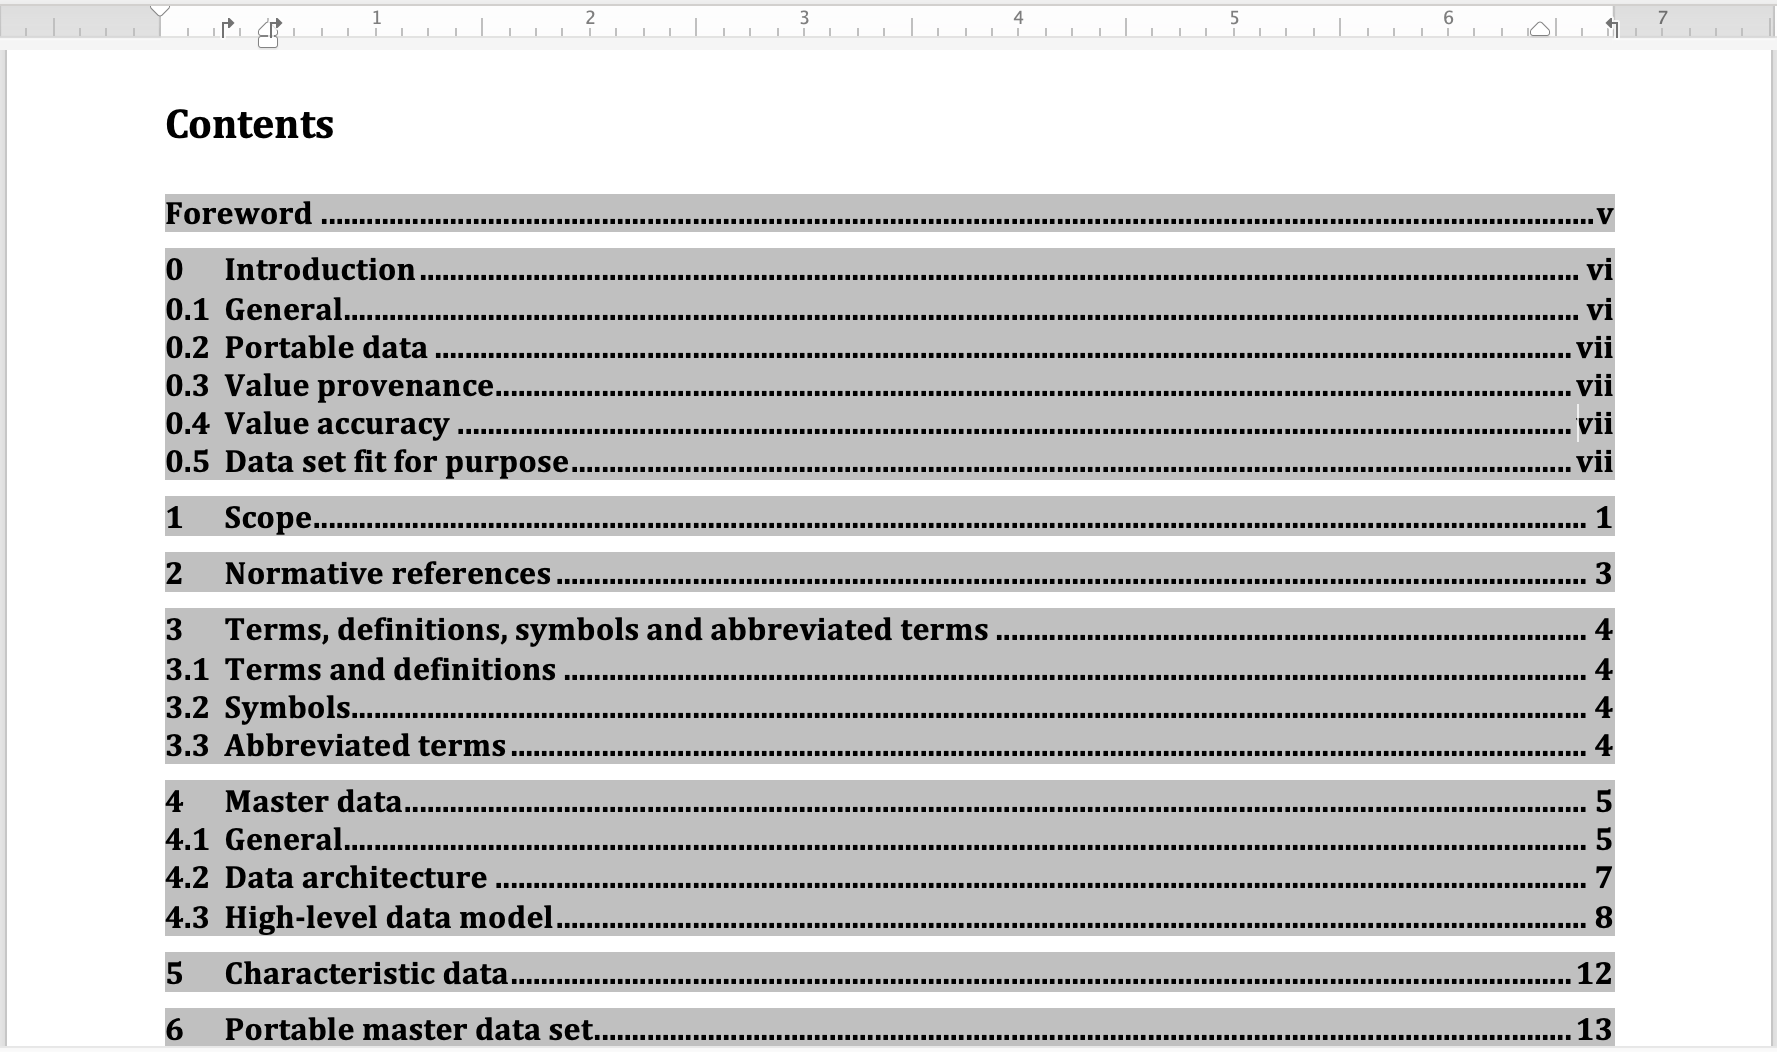 1 2 3 4 5 6 7
Contents
Foreword ........................................................................................................................................................................v
0 Introduction ........................................................................................................................................................ vi
0.1 General................................................................................................................................................................ vi
0.2 Portable data ..................................................................................................................................................... vii
0.3 Value provenance............................................................................................................................................. vii
0.4 Value accuracy .................................................................................................................................................. vii
0.5 Data set fit for purpose.................................................................................................................................... vii
1 Scope..................................................................................................................................................................... 1
2 Normative references ...................................................................................................................................... 3
3 Terms, definitions, symbols and abbreviated terms .............................................................................. 4
3.1 Terms and definitions ..................................................................................................................................... 4
3.2 Symbols................................................................................................................................................................ 4
3.3 Abbreviated terms ............................................................................................................................................ 4
4 Master data.......................................................................................................................................................... 5
4.1 General................................................................................................................................................................. 5
4.2 Data architecture .............................................................................................................................................. 7
4.3 High-level data model ...................................................................................................................................... 8
5 Characteristic data............................................................................................................................................ 12
6 Portable master data set................................................................................................................................. 13